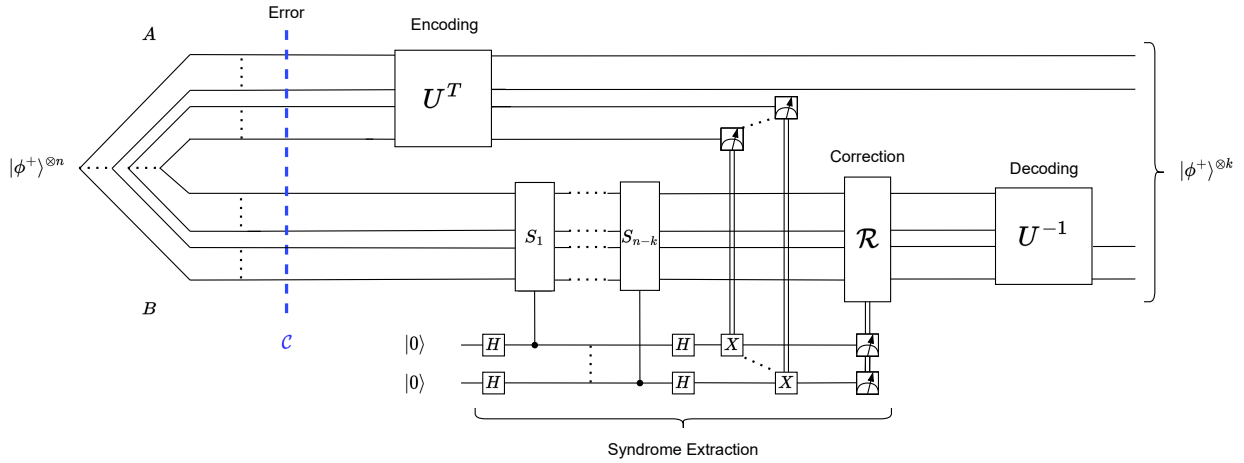 Error
A
Encoding
U^T
|ϕ⁺⟩^{⊗n}
Correction
Decoding
|ϕ⁺⟩^{⊗k}
S_1
S_{n−k}
ℛ
U^{−1}
B
𝒞
|0⟩ H H X
|0⟩ H H X
Syndrome Extraction